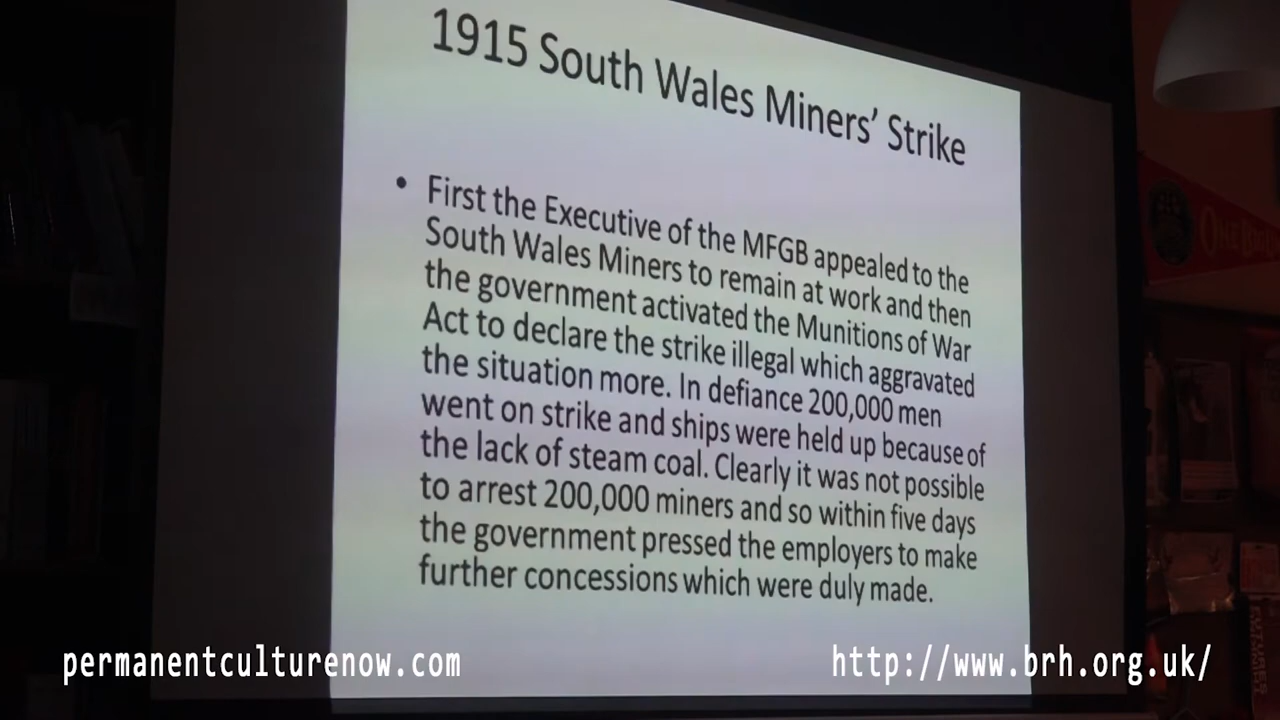 1915 South Wales Miners' Strike
• First the Executive of the MFGB appealed to the
South Wales Miners to remain at work and then
the government activated the Munitions of War
Act to declare the strike illegal which aggravated
the situation more. In defiance 200,000 men
went on strike and ships were held up because of
the lack of steam coal. Clearly it was not possible
to arrest 200,000 miners and so within five days
the government pressed the employers to make
further concessions which were duly made.
ONE BIG
permanentculturenow.com
http://www.brh.org.uk/